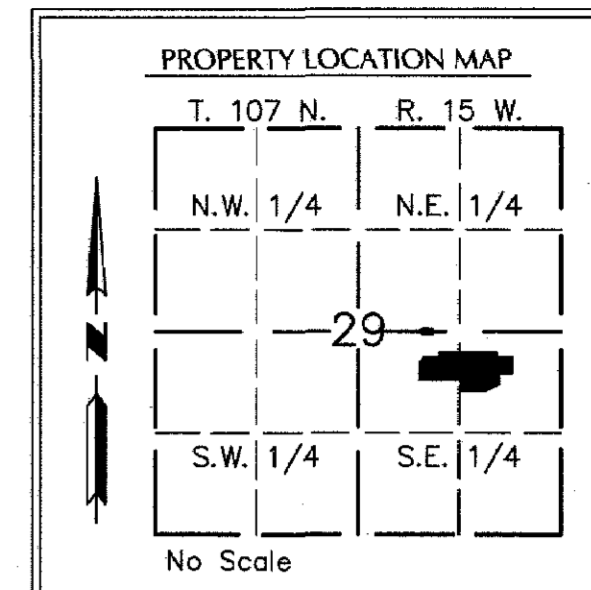 PROPERTY LOCATION MAP
T. 107 N. R. 15 W.
N.W. 1/4 N.E. 1/4
N
29
S.W. 1/4 S.E. 1/4
No Scale